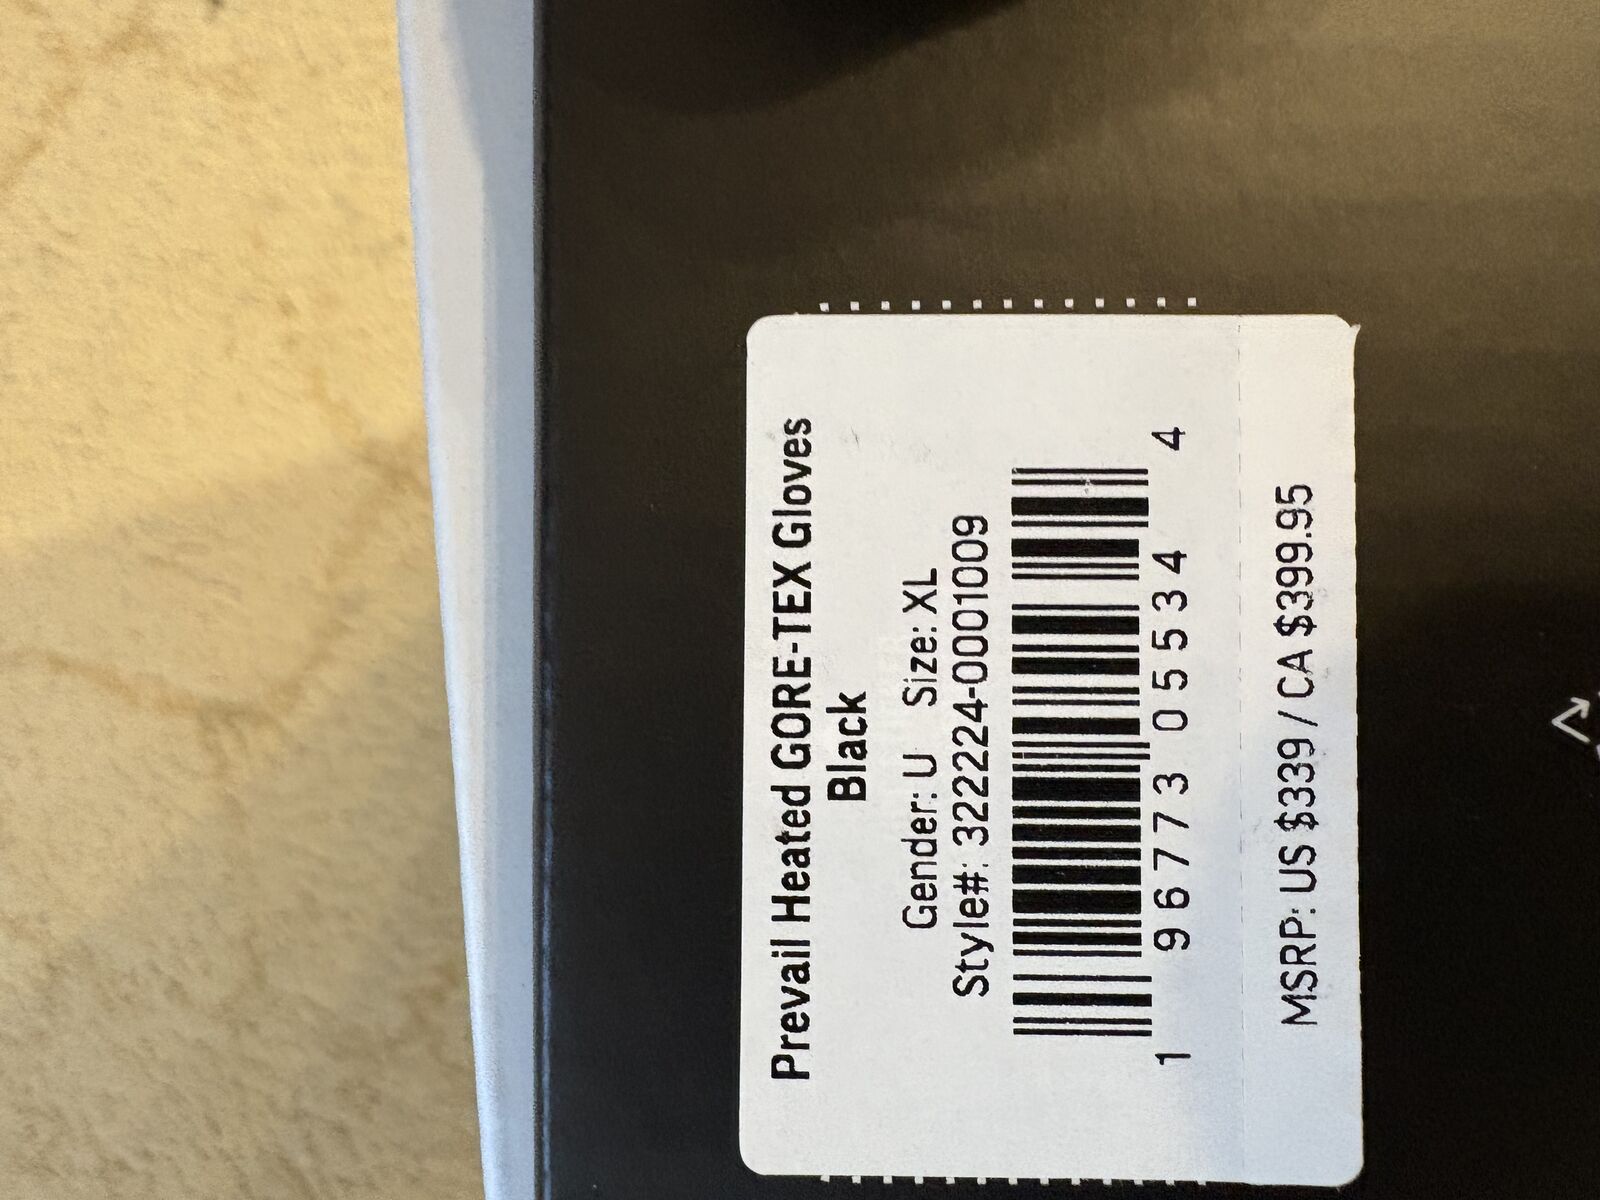 Prevail Heated GORE-TEX Gloves
Black
Gender: U Size: XL
Style#: 322224-0001009
1 96773 05534 4
MSRP: US $339 / CA $399.95